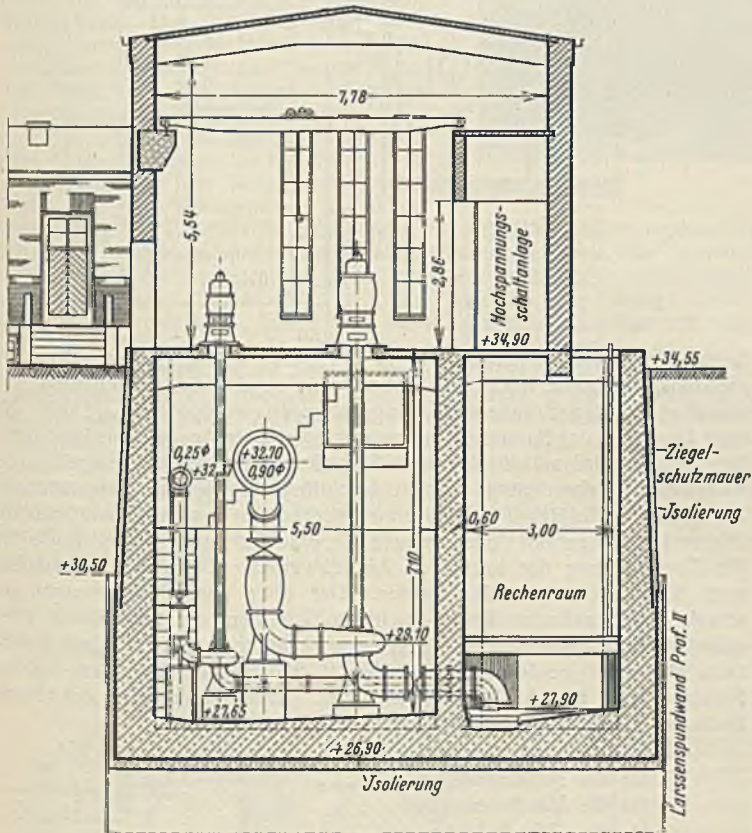 7,78
5,54
2,86
Hochspannungs-
schaltanlage
+34,90
+34,55
0,25φ
+32,37
+32.70
0,90φ
Ziegel-
schutzmauer
Isolierung
5,50
0,60
3,00
7,10
+30,50
Rechenraum
+29,10
+27,90
+27,65
+26,90
Isolierung
Larssenspundwand Prof. II